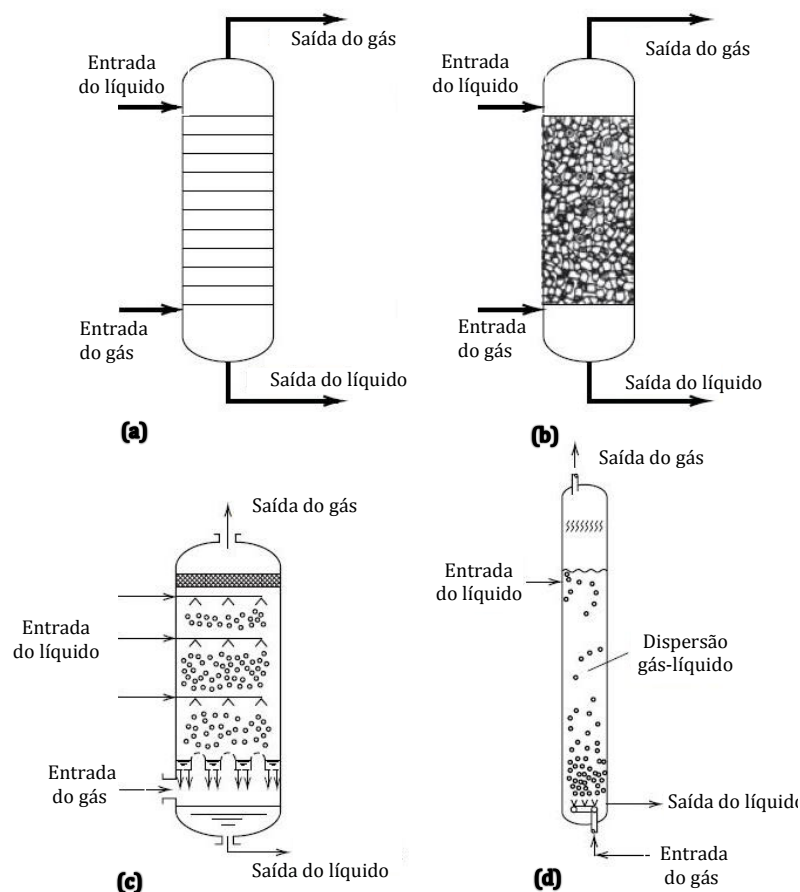 Saída do gás
Entrada
do líquido
Entrada
do gás
Saída do líquido
(a)
Saída do gás
Entrada
do líquido
Entrada
do gás
Saída do líquido
(b)
Saída do gás
Entrada
do líquido
Entrada
do gás
Saída do líquido
(c)
Saída do gás
Entrada
do líquido
Dispersão
gás-líquido
Saída do líquido
Entrada
do gás
(d)